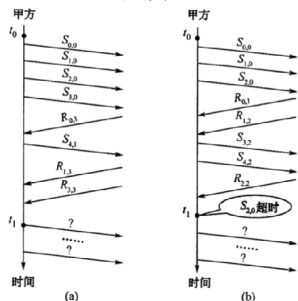 甲方
t0
S0,0
S1,0
S2,0
S3,0
R0,3
S4,1
R1,3
R3,3
t1
?
......
?
时间
(a)
甲方
t0
S0,0
S1,0
S2,0
R0,3
R1,2
S3,2
S4,2
R2,2
S2,0超时
t1
?
......
?
时间
(b)